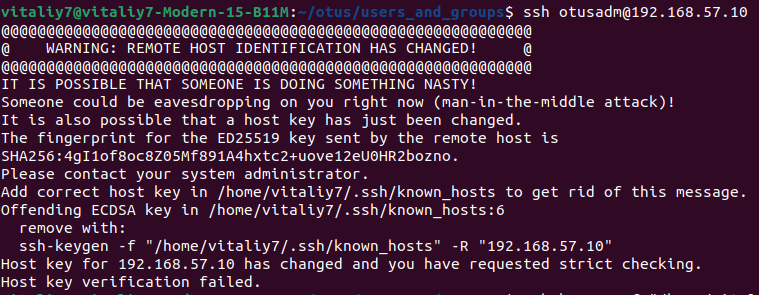 vitaliy7@vitaliy7-Modern-15-B11M:~/otus/users_and_groups$ ssh otusadm@192.168.57.10
@@@@@@@@@@@@@@@@@@@@@@@@@@@@@@@@@@@@@@@@@@@@@@@@@@@@@@@@@@@
@    WARNING: REMOTE HOST IDENTIFICATION HAS CHANGED!     @
@@@@@@@@@@@@@@@@@@@@@@@@@@@@@@@@@@@@@@@@@@@@@@@@@@@@@@@@@@@
IT IS POSSIBLE THAT SOMEONE IS DOING SOMETHING NASTY!
Someone could be eavesdropping on you right now (man-in-the-middle attack)!
It is also possible that a host key has just been changed.
The fingerprint for the ED25519 key sent by the remote host is
SHA256:4gI1of8oc8Z05Mf891A4hxtc2+uove12eU0HR2bozno.
Please contact your system administrator.
Add correct host key in /home/vitaliy7/.ssh/known_hosts to get rid of this message.
Offending ECDSA key in /home/vitaliy7/.ssh/known_hosts:6
  remove with:
  ssh-keygen -f "/home/vitaliy7/.ssh/known_hosts" -R "192.168.57.10"
Host key for 192.168.57.10 has changed and you have requested strict checking.
Host key verification failed.